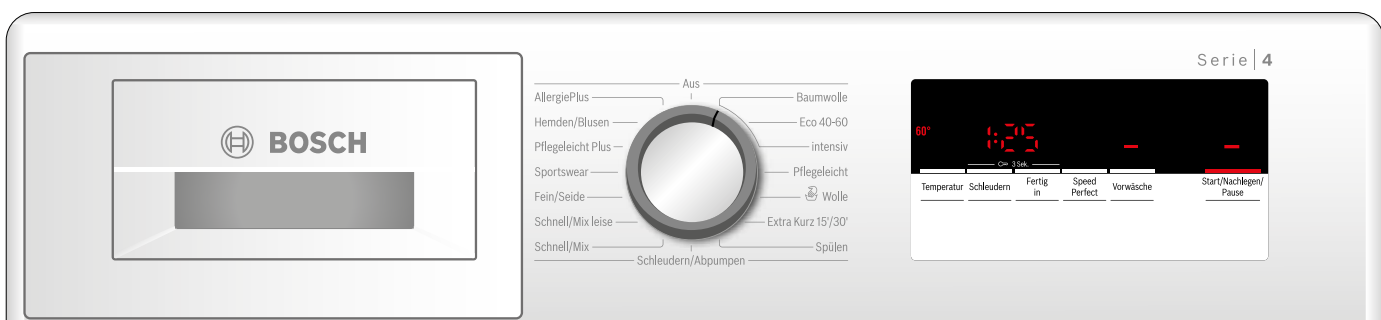 BOSCH
Aus
AllergiePlus
Hemden/Blusen
Pflegeleicht Plus
Sportswear
Fein/Seide
Schnell/Mix leise
Schnell/Mix
Baumwolle
Eco 40-60
intensiv
Pflegeleicht
Wolle
Extra Kurz 15'/30'
Spülen
Schleudern/Abpumpen
Serie | 4
60°
1:25
3 Sek.
Temperatur
Schleudern
Fertig
in
Speed
Perfect
Vorwäsche
Start/Nachlegen/
Pause